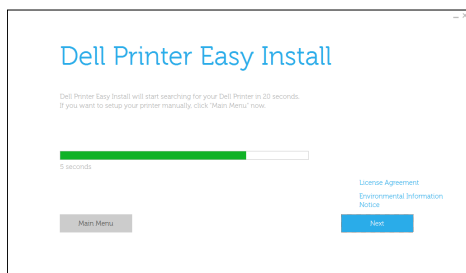 Dell Printer Easy Install
Dell Printer Easy Install will start searching for your Dell Printer in 20 seconds.
If you want to setup your printer manually, click "Main Menu" now.
5 seconds
License Agreement
Environmental Information
Notice
Main Menu
Next